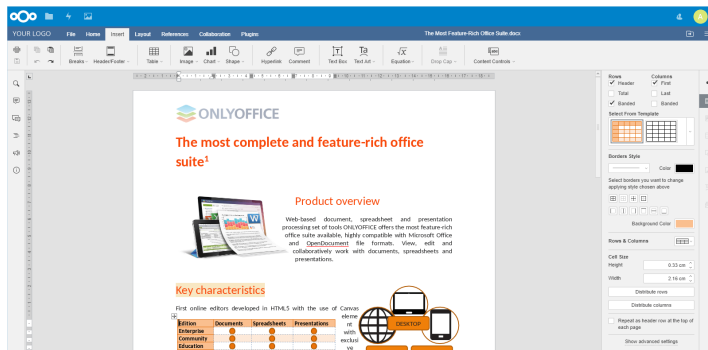 YOUR LOGO File Home Insert Layout References Collaboration Plugins The Most Feature-Rich Office Suite.docx
Breaks Header/Footer Table Image Chart Shape Hyperlink Comment Text Box Text Art Equation Drop Cap Content Controls
ONLYOFFICE
The most complete and feature-rich office
suite1
Product overview
Web-based document, spreadsheet and presentation
processing set of tools ONLYOFFICE offers the most feature-rich
office suite available, highly compatible with Microsoft Office
and OpenDocument file formats. View, edit and
collaboratively work with documents, spreadsheets and
presentations.
Key characteristics
First online editors developed in HTML5 with the use of Canvas
eleme
nt
with
exclusi
ve
Edition Documents Spreadsheets Presentations
Enterprise
Community
Education
DESKTOP
Rows Columns
Header First
Total Last
Banded Banded
Select From Template
Borders Style
Color
Select borders you want to change
applying style chosen above
Background Color
Rows & Columns
Cell Size
Height 0.33 cm
Width 2.16 cm
Distribute rows
Distribute columns
Repeat as header row at the top of
each page
Show advanced settings